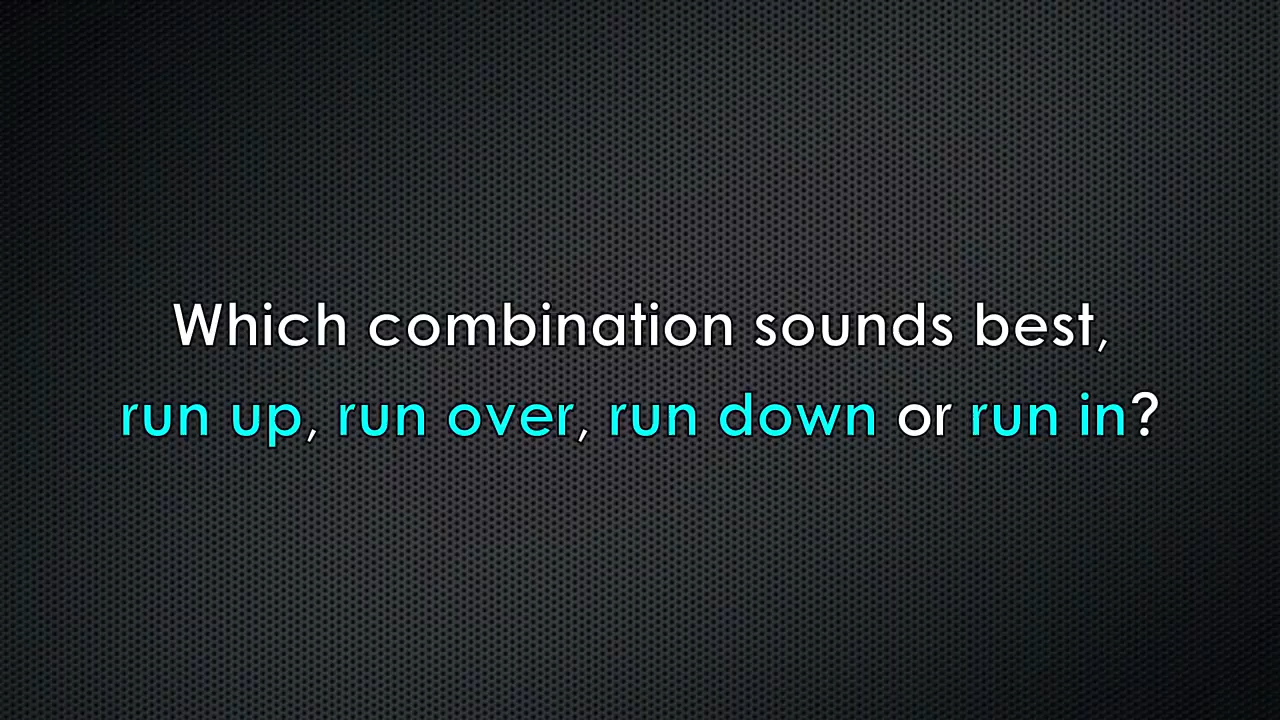 Which combination sounds best,
run up, run over, run down or run in?